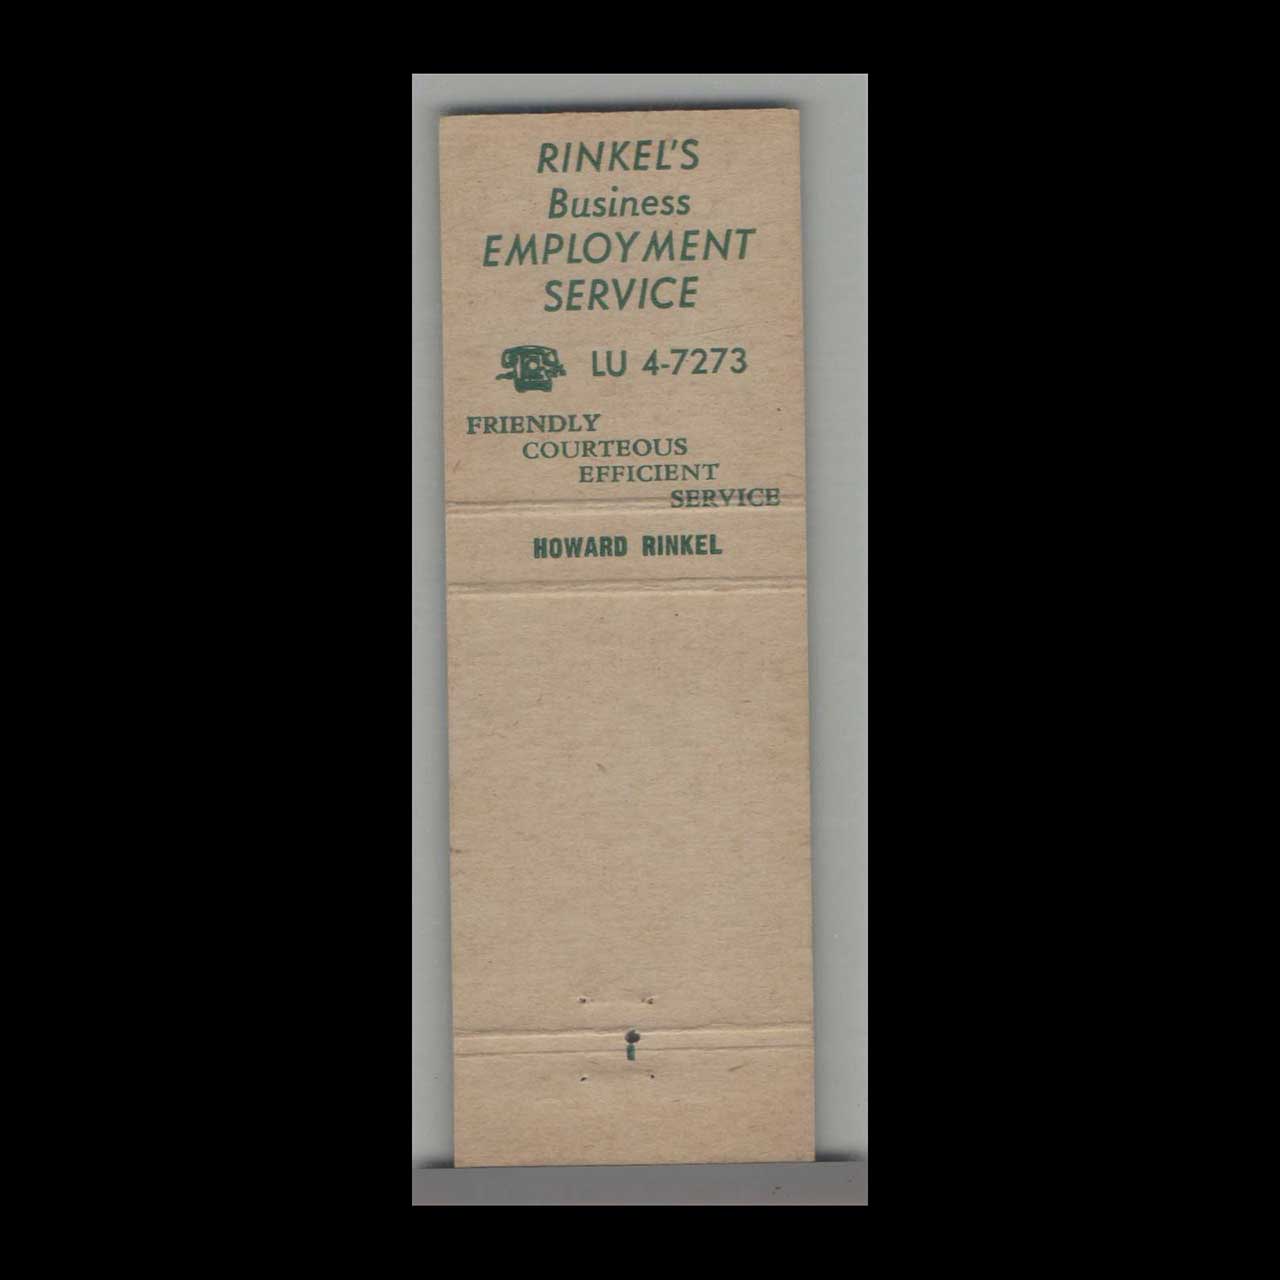 RINKEL'S
Business
EMPLOYMENT
SERVICE
LU 4-7273
FRIENDLY
COURTEOUS
EFFICIENT
SERVICE
HOWARD RINKEL